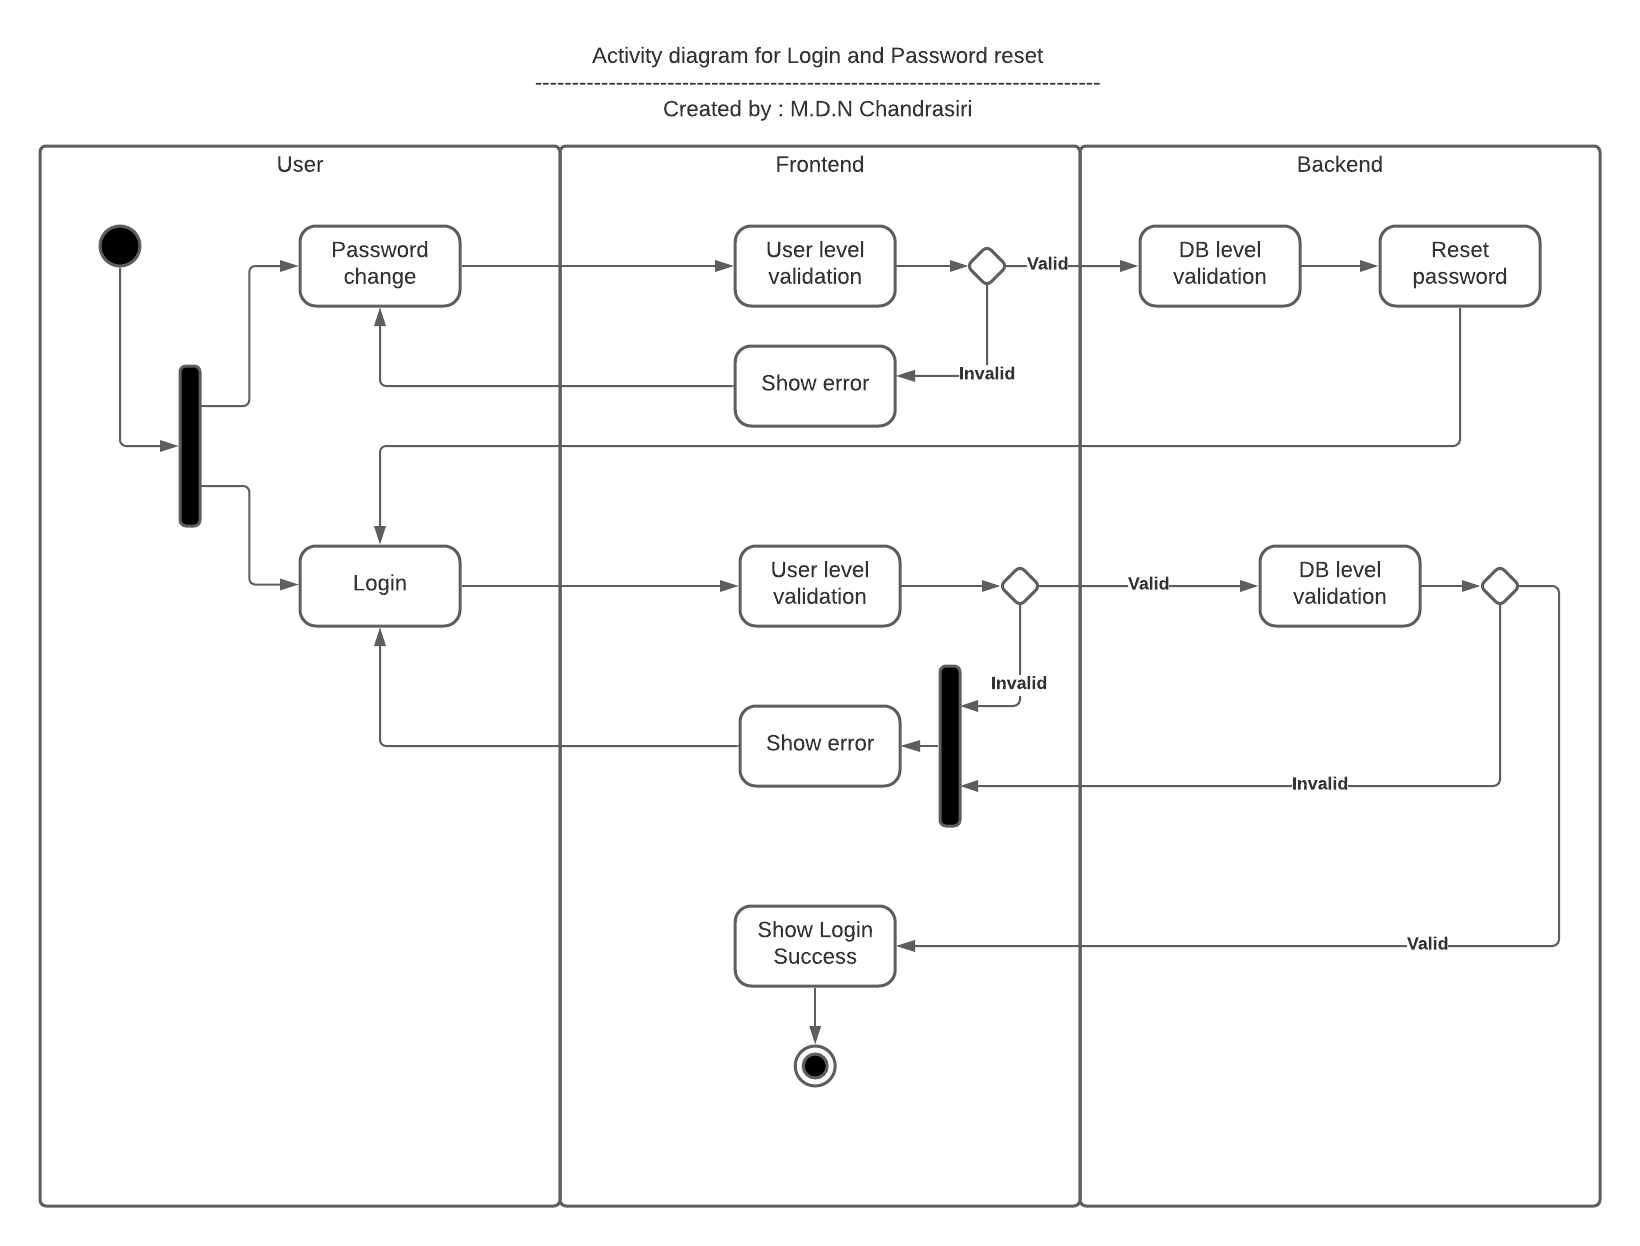 Activity diagram for Login and Password reset
--------------------------------------------------------------------------------
Created by : M.D.N Chandrasiri
User
Frontend
Backend
Password
change
User level
validation
Valid
DB level
validation
Reset
password
Show error
Invalid
Login
User level
validation
Valid
DB level
validation
Invalid
Show error
Invalid
Show Login
Success
Valid